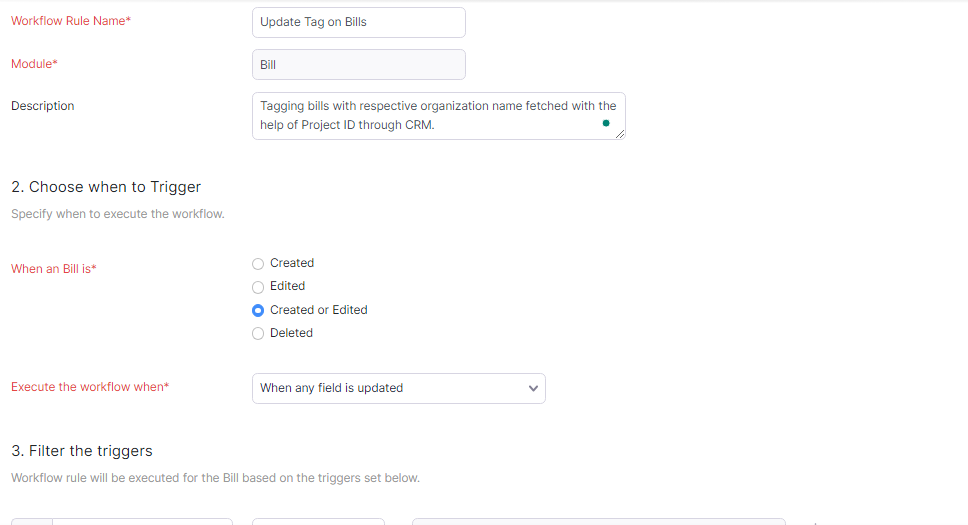 Workflow Rule Name*
Update Tag on Bills
Module*
Bill
Description
Tagging bills with respective organization name fetched with the
help of Project ID through CRM.
2. Choose when to Trigger
Specify when to execute the workflow.
When an Bill is*
Created
Edited
Created or Edited
Deleted
Execute the workflow when*
When any field is updated
3. Filter the triggers
Workflow rule will be executed for the Bill based on the triggers set below.